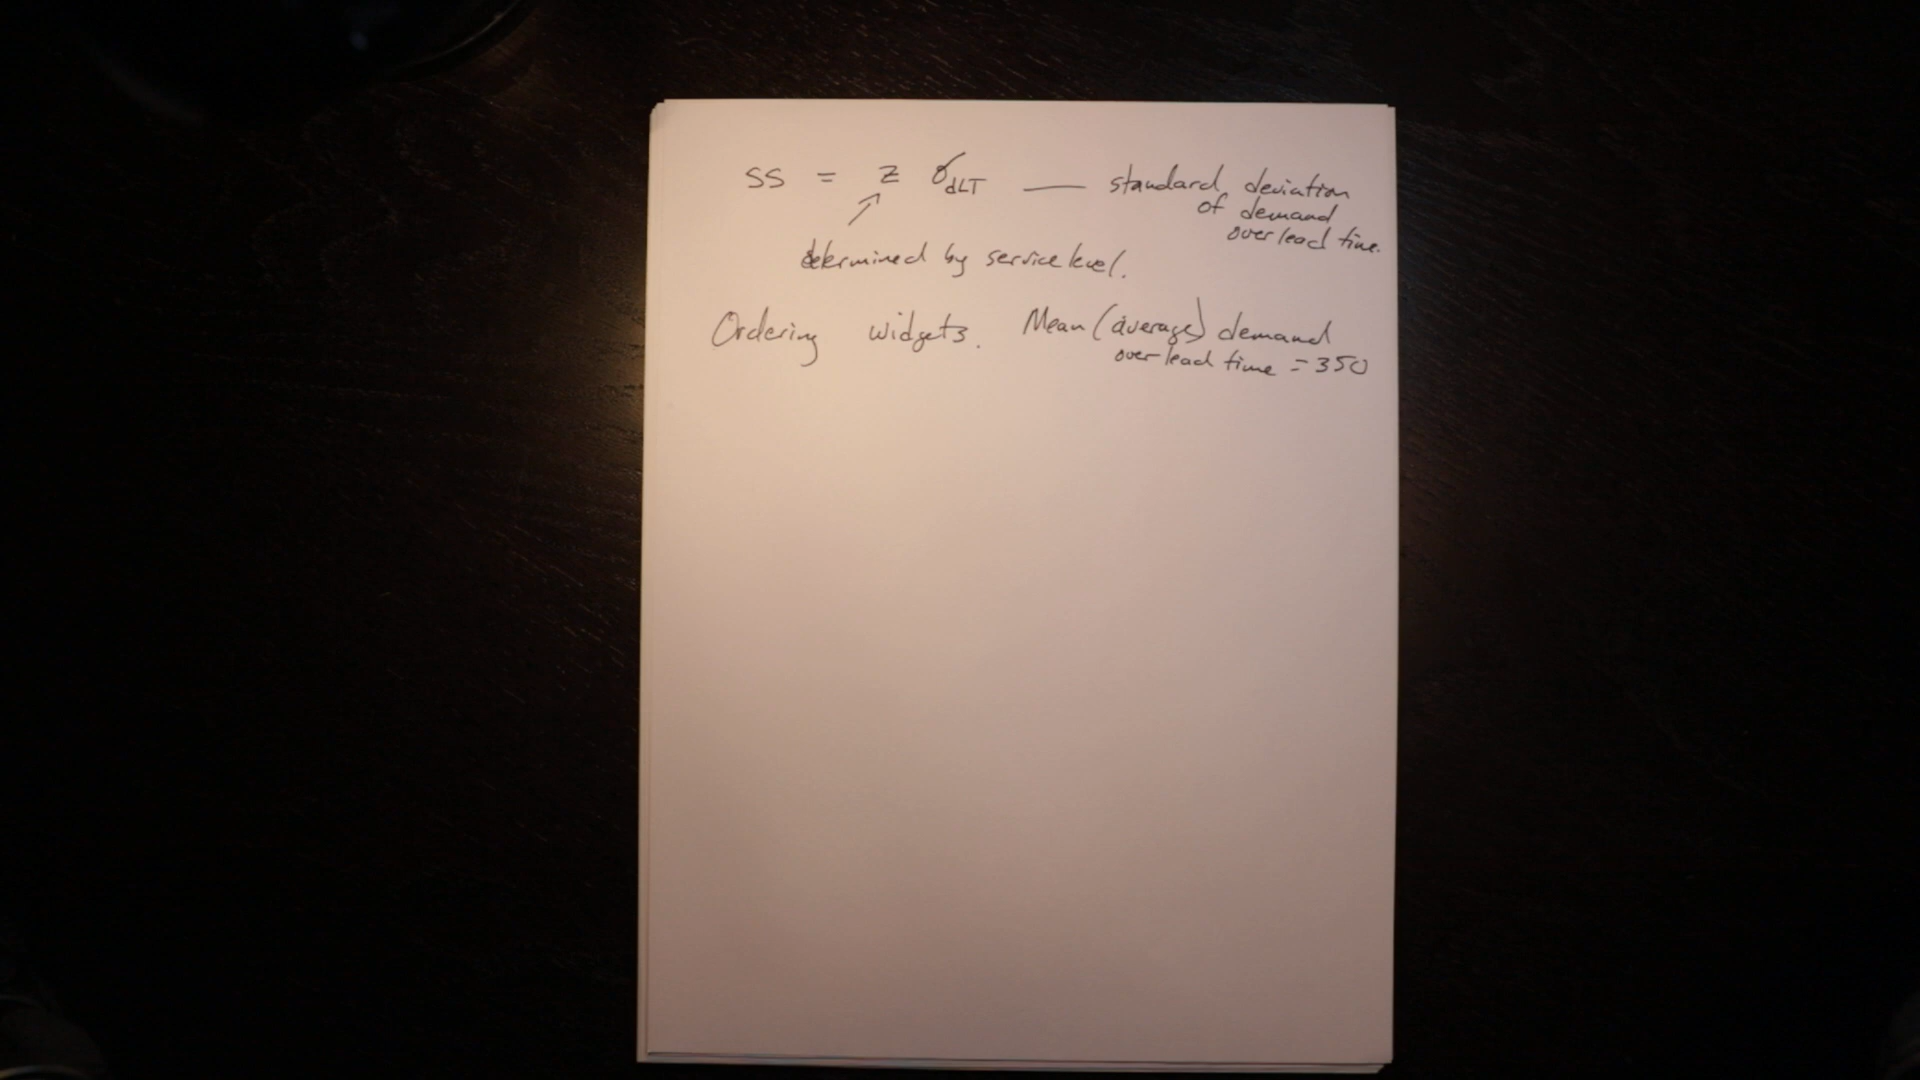 SS = z σdLT — standard deviation
of demand
over lead time.
determined by service level.
Ordering widgets. Mean (average) demand
over lead time = 350